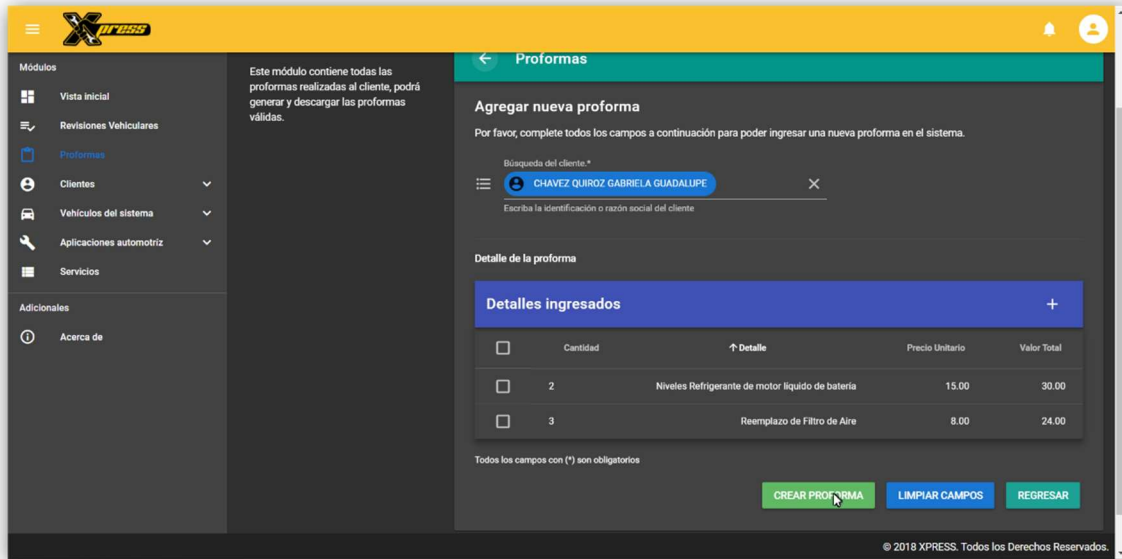 Xpress
Módulos
Vista inicial
Revisiones Vehiculares
Proformas
Clientes
Vehículos del sistema
Aplicaciones automotriz
Servicios
Adicionales
Acerca de
Este módulo contiene todas las
proformas realizadas al cliente, podrá
generar y descargar las proformas
válidas.
Proformas
Agregar nueva proforma
Por favor, complete todos los campos a continuación para poder ingresar una nueva proforma en el sistema.
Búsqueda del cliente.*
CHAVEZ QUIROZ GABRIELA GUADALUPE
Escriba la identificación o razón social del cliente
Detalle de la proforma
Detalles ingresados
Cantidad Detalle Precio Unitario Valor Total
2 Niveles Refrigerante de motor líquido de batería 15.00 30.00
3 Reemplazo de Filtro de Aire 8.00 24.00
Todos los campos con (*) son obligatorios
CREAR PROFORMA LIMPIAR CAMPOS REGRESAR
© 2018 XPRESS. Todos los Derechos Reservados.